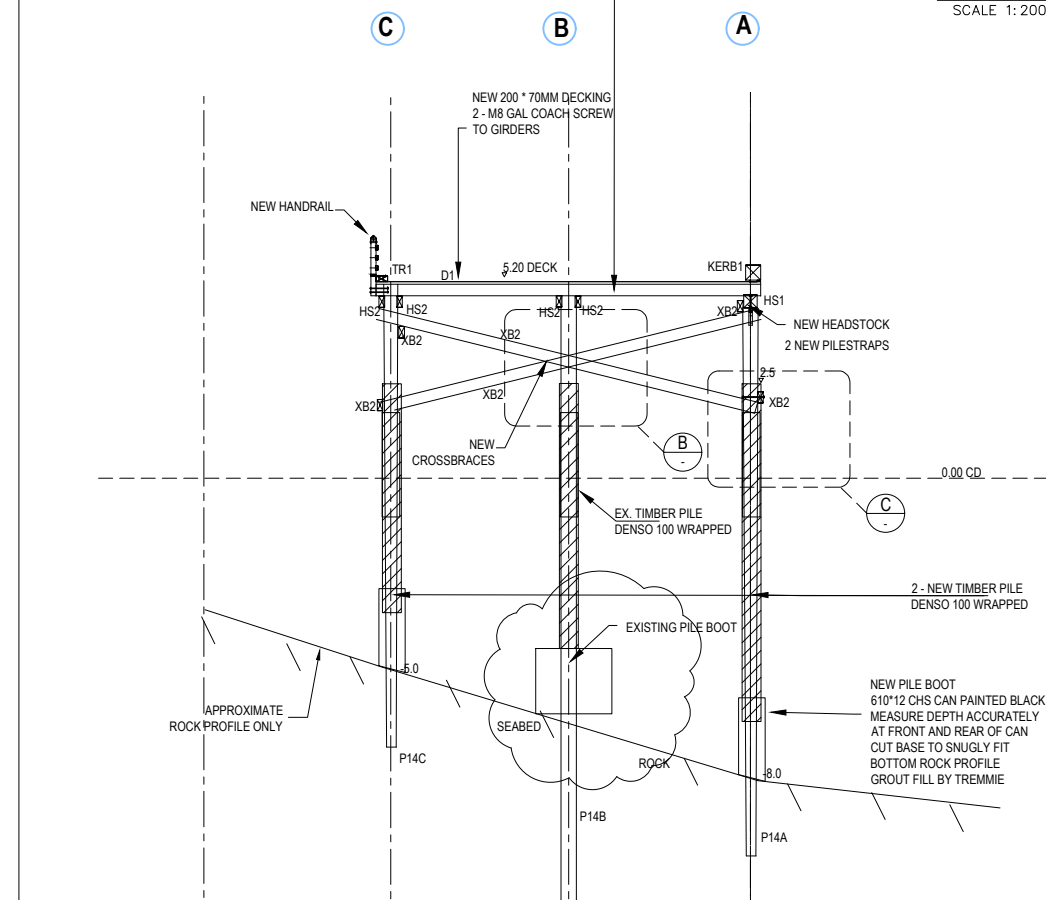 SCALE 1:200
C
B
A
NEW 200 * 70MM DECKING
2 - M8 GAL COACH SCREW
TO GIRDERS
NEW HANDRAIL
TR1
D1
5.20 DECK
KERB1
HS2
HS2
HS2
HS2
XB2
HS1
NEW HEADSTOCK
2 NEW PILESTRAPS
XB2
XB2
2.5
XB2
XB2
XB2
NEW
CROSSBRACES
B
-
0.00 CD
C
-
EX. TIMBER PILE
DENSO 100 WRAPPED
2 - NEW TIMBER PILE
DENSO 100 WRAPPED
EXISTING PILE BOOT
-5.0
NEW PILE BOOT
610*12 CHS CAN PAINTED BLACK
MEASURE DEPTH ACCURATELY
AT FRONT AND REAR OF CAN
CUT BASE TO SNUGLY FIT
BOTTOM ROCK PROFILE
GROUT FILL BY TREMMIE
APPROXIMATE
ROCK PROFILE ONLY
SEABED
P14C
ROCK
-8.0
P14B
P14A